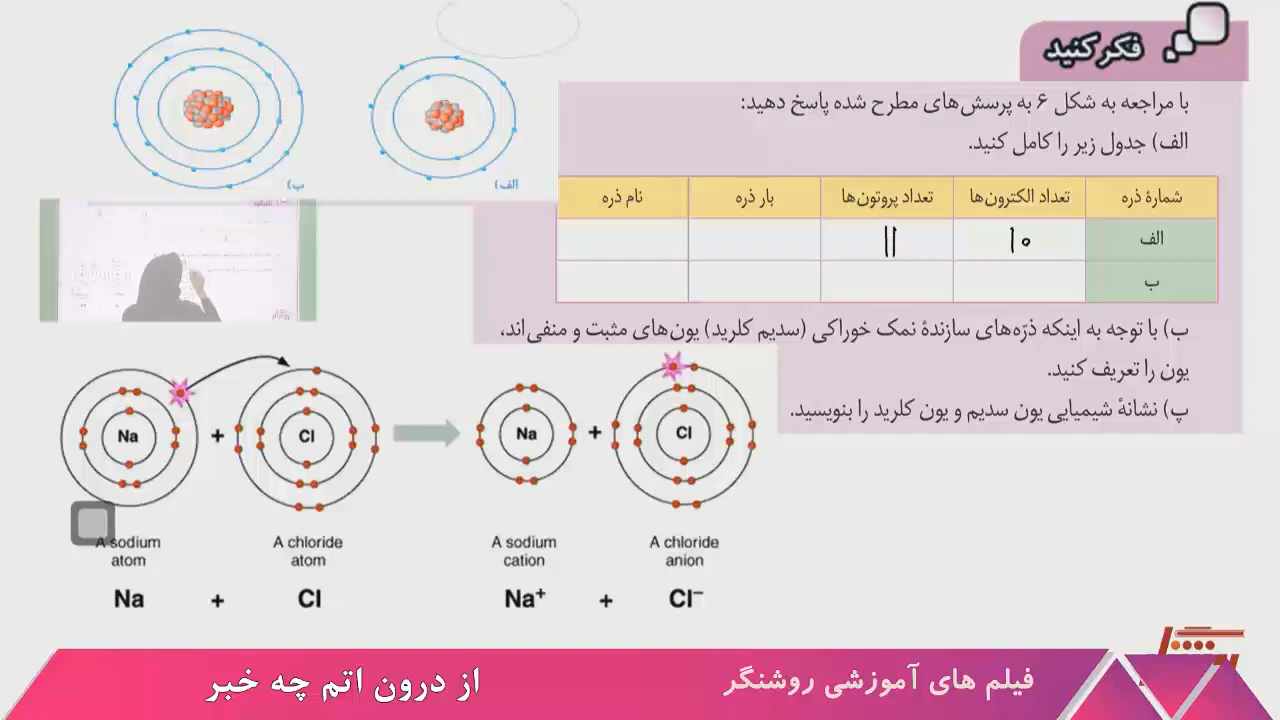 فکر کنید
با مراجعه به شکل ۶ به پرسش‌های مطرح شده پاسخ دهید:
الف) جدول زیر را کامل کنید.
شمارهٔ ذره تعداد الکترون‌ها تعداد پروتون‌ها بار ذره نام ذره
الف ۱۰ ۱۱
ب
ب) با توجه به اینکه ذرّه‌های سازندهٔ نمک خوراکی (سدیم کلرید) یون‌های مثبت و منفی‌اند،
یون را تعریف کنید.
پ) نشانهٔ شیمیایی یون سدیم و یون کلرید را بنویسید.
الف)
ب)
Na + Cl Na + Cl
A sodium atom A chloride atom A sodium cation A chloride anion
Na + Cl Na⁺ + Cl⁻
فیلم های آموزشی روشنگر
از درون اتم چه خبر